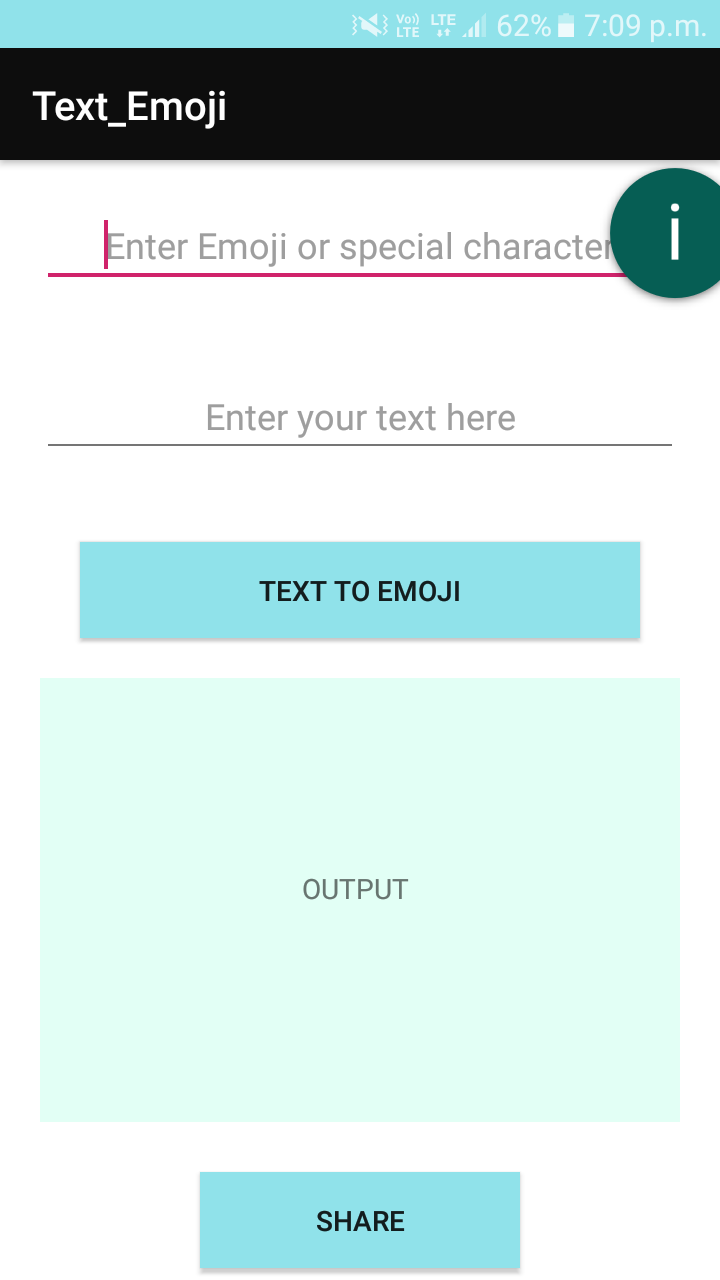 Vo)) LTE LTE 62% 7:09 p.m.
Text_Emoji
Enter Emoji or special character
i
Enter your text here
TEXT TO EMOJI
OUTPUT
SHARE